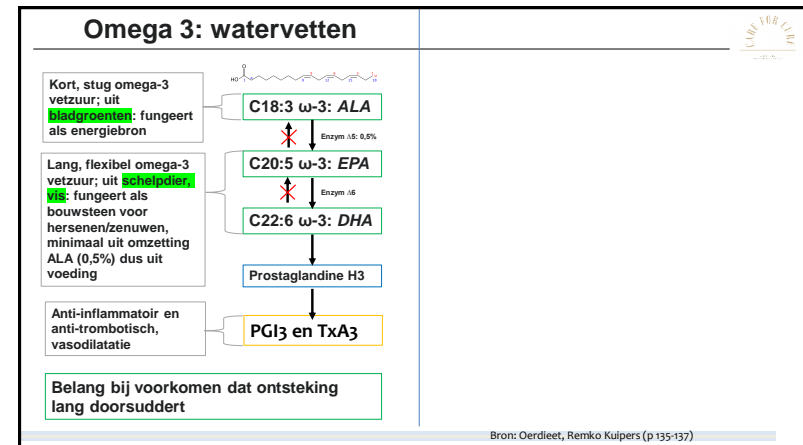 Omega 3: watervetten
CARE FOR CURE
Kort, stug omega-3
vetzuur; uit
bladgroenten: fungeert
als energiebron
O
HO
C18:3 ω-3: ALA
Enzym Δ5: 0,5%
Lang, flexibel omega-3
vetzuur; uit schelpdier,
vis: fungeert als
bouwsteen voor
hersenen/zenuwen,
minimaal uit omzetting
ALA (0,5%) dus uit
voeding
C20:5 ω-3: EPA
Enzym Δ6
C22:6 ω-3: DHA
Prostaglandine H3
Anti-inflammatoir en
anti-trombotisch,
vasodilatatie
PGI3 en TxA3
Belang bij voorkomen dat ontsteking
lang doorsuddert
Bron: Oerdieet, Remko Kuipers (p 135-137)